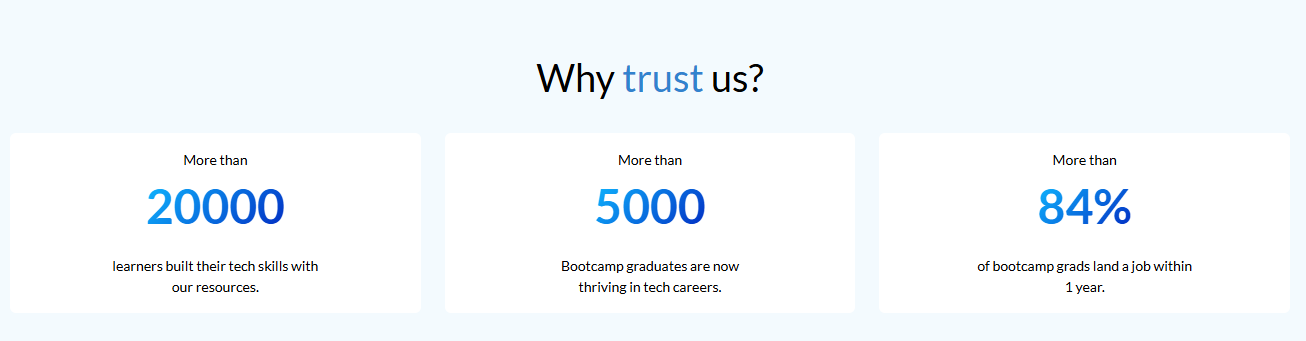 Why trust us?
More than
20000
learners built their tech skills with
our resources.
More than
5000
Bootcamp graduates are now
thriving in tech careers.
More than
84%
of bootcamp grads land a job within
1 year.